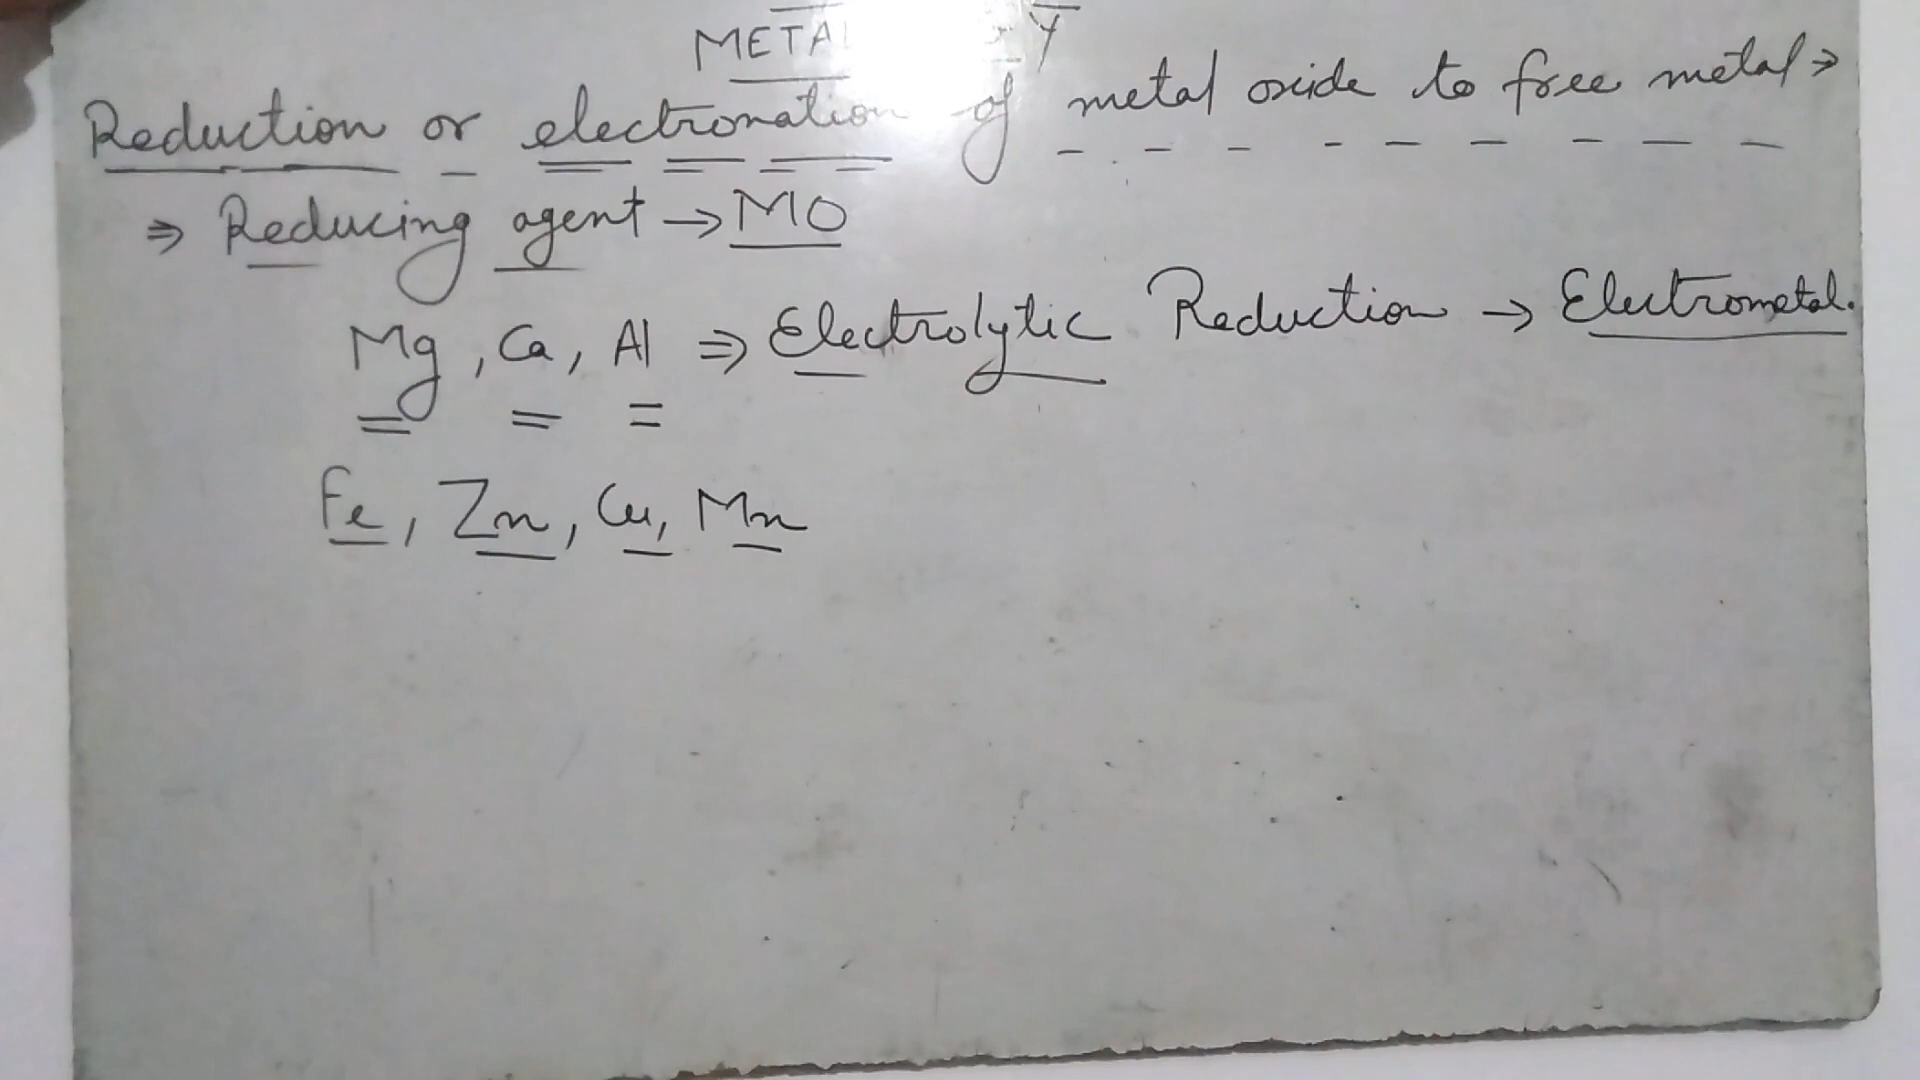 Reduction or electronation of metal oxide to free metal ⇒
⇒ Reducing agent → MO
Mg, Ca, Al ⇒ Electrolytic Reduction → Electrometal.
Fe, Zn, Cu, Mn